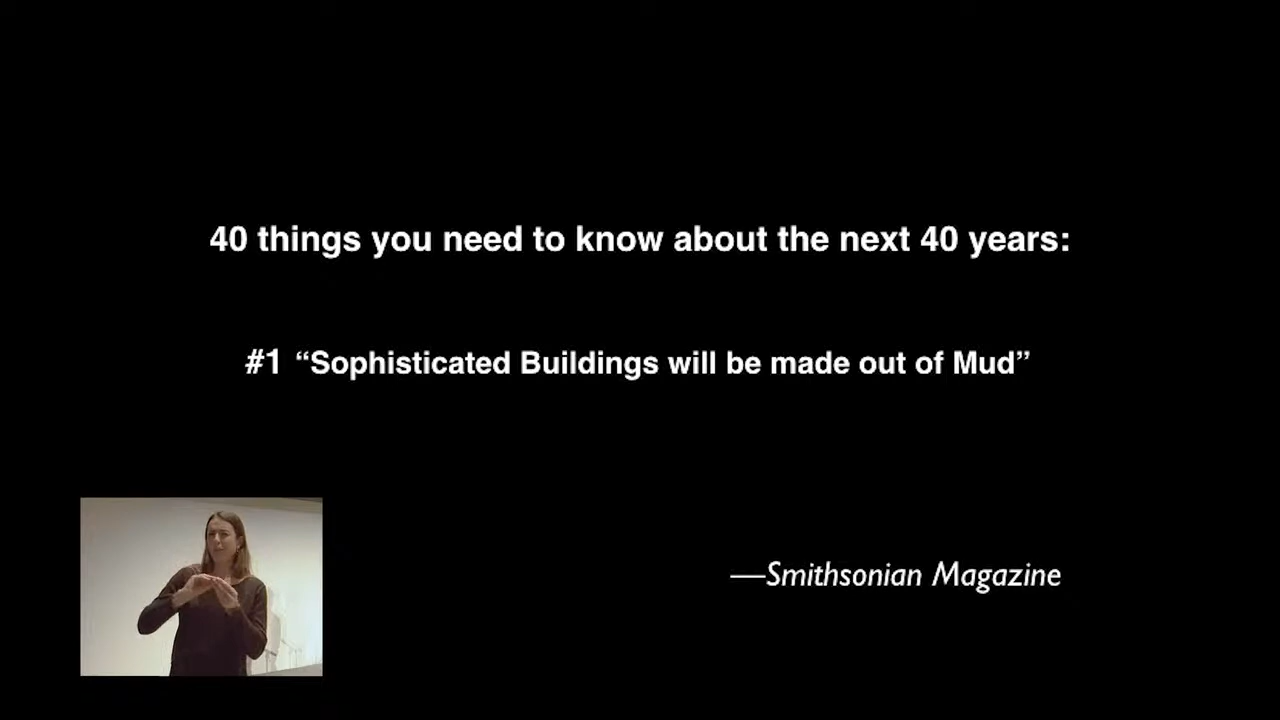 40 things you need to know about the next 40 years:
#1 “Sophisticated Buildings will be made out of Mud”
—Smithsonian Magazine